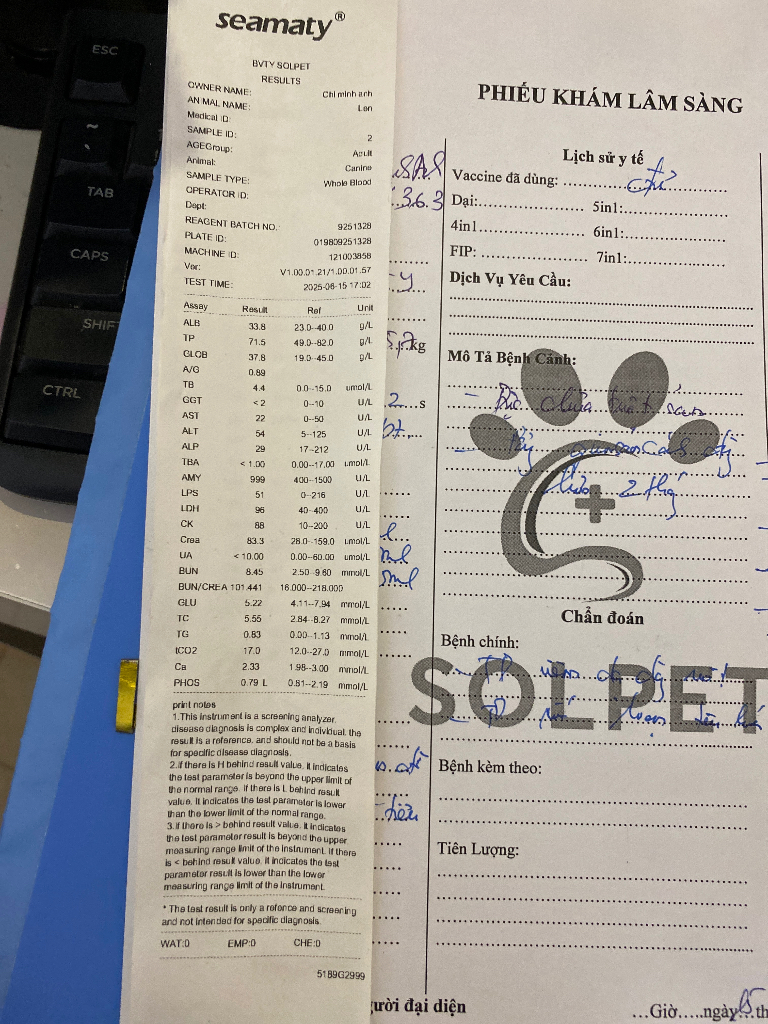 seamaty®
BVTY SOLPET
RESULTS
OWNER NAME: Chi minh anh
ANIMAL NAME: Lon
Medical ID:
SAMPLE ID: 2
AGEGroup: Adult
Animal: Canine
SAMPLE TYPE: Whole Blood
OPERATOR ID:
Dept:
REAGENT BATCH NO. 9251328
PLATE ID: 019809251328
MACHINE ID: 121003858
Ver: V1.00.01.21/1.00.01.57
TEST TIME: 2025-06-15 17:02
Assay Result Ref Unit
ALB 33.8 23.0--40.0 g/L
TP 71.5 49.0--82.0 g/L
GLOB 37.8 19.0--45.0 g/L
A/G 0.89
TB 4.4 0.0--15.0 umol/L
GGT < 2 0--10 U/L
AST 22 0--50 U/L
ALT 54 5--125 U/L
ALP 29 17--212 U/L
TBA < 1.00 0.00--17.00 umol/L
AMY 999 400--1500 U/L
LPS 51 0--216 U/L
LDH 96 40--400 U/L
CK 88 10--200 U/L
Crea 83.3 28.0--159.0 umol/L
UA < 10.00 0.00--60.00 umol/L
BUN 8.45 2.50--9.60 mmol/L
BUN/CREA 101.441 16.000--218.000
GLU 5.22 4.11--7.94 mmol/L
TC 5.55 2.84--8.27 mmol/L
TG 0.83 0.00--1.13 mmol/L
tCO2 17.0 12.0--27.0 mmol/L
Ca 2.33 1.98--3.00 mmol/L
PHOS 0.79 L 0.81--2.19 mmol/L
print notes
1.This instrument is a screening analyzer,
disease diagnosis is complex and individual, the
result is a reference, and should not be a basis
for specific disease diagnosis.
2.if there is H behind result value, it indicates
the test parameter is beyond the upper limit of
the normal range. if there is L behind result
value, it indicates the test parameter is lower
than the lower limit of the normal range.
3.if there is > behind result value, it indicates
the test parameter result is beyond the upper
measuring range limit of the instrument. if there
is < behind result value, it indicates the test
parameter result is lower than the lower
measuring range limit of the instrument.
* The test result is only a refence and screening
and not intended for specific diagnosis.
WAT:0 EMP:0 CHE:0
5189G2999
ESC
~
TAB
CAPS
SHIFT
CTRL
PHIẾU KHÁM LÂM SÀNG
Lịch sử y tế
Vaccine đã dùng: đủ
Dại: 5in1:
4in1 6in1:
FIP: 7in1:
Dịch Vụ Yêu Cầu:
Mô Tả Bệnh Cảnh:
2 thg
Chẩn đoán
Bệnh chính:
SOLPET
Bệnh kèm theo:
Tiên Lượng:
kg
s
ml
5ml
gười đại diện
...Giờ.....ngày 15 th